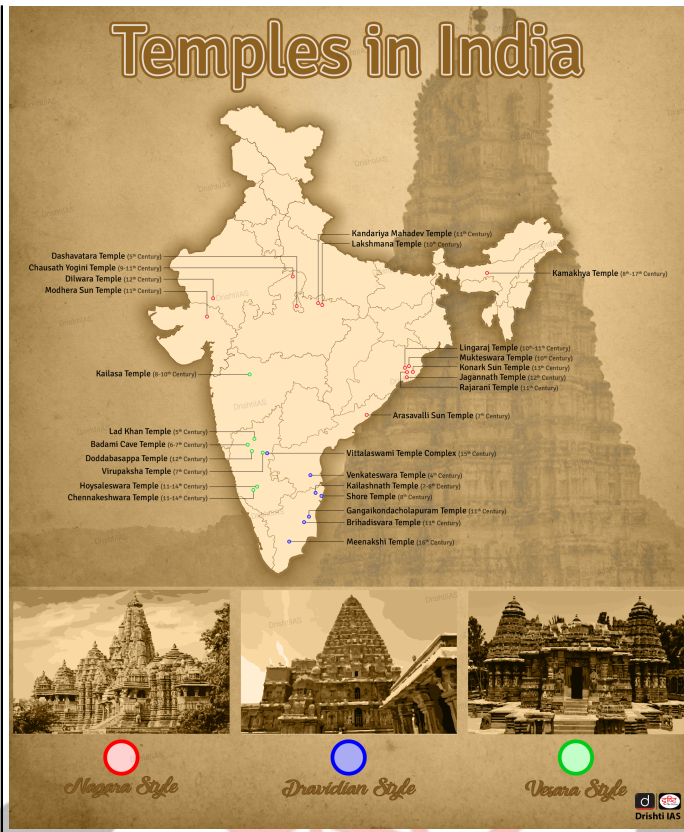 Temples in India
Kandariya Mahadev Temple (11th Century)
Lakshmana Temple (10th Century)
Dashavatara Temple (5th Century)
Chausath Yogini Temple (9-11th Century)
Dilwara Temple (12th Century)
Modhera Sun Temple (11th Century)
Kamakhya Temple (8th-17th Century)
Lingaraj Temple (10th-11th Century)
Mukteswara Temple (10th Century)
Konark Sun Temple (13th Century)
Jagannath Temple (12th Century)
Rajarani Temple (11th Century)
Kailasa Temple (8-10th Century)
Arasavalli Sun Temple (7th Century)
Lad Khan Temple (5th Century)
Badami Cave Temple (6-7th Century)
Doddabasappa Temple (12th Century)
Virupaksha Temple (7th Century)
Hoysaleswara Temple (11-14th Century)
Chennakeshwara Temple (11-14th Century)
Vittalaswami Temple Complex (15th Century)
Venkateswara Temple (4th Century)
Kailashnath Temple (7-8th Century)
Shore Temple (8th Century)
Gangaikondacholapuram Temple (11th Century)
Brihadisvara Temple (11th Century)
Meenakshi Temple (16th Century)
Nagara Style
Dravidian Style
Vesara Style
Drishti IAS